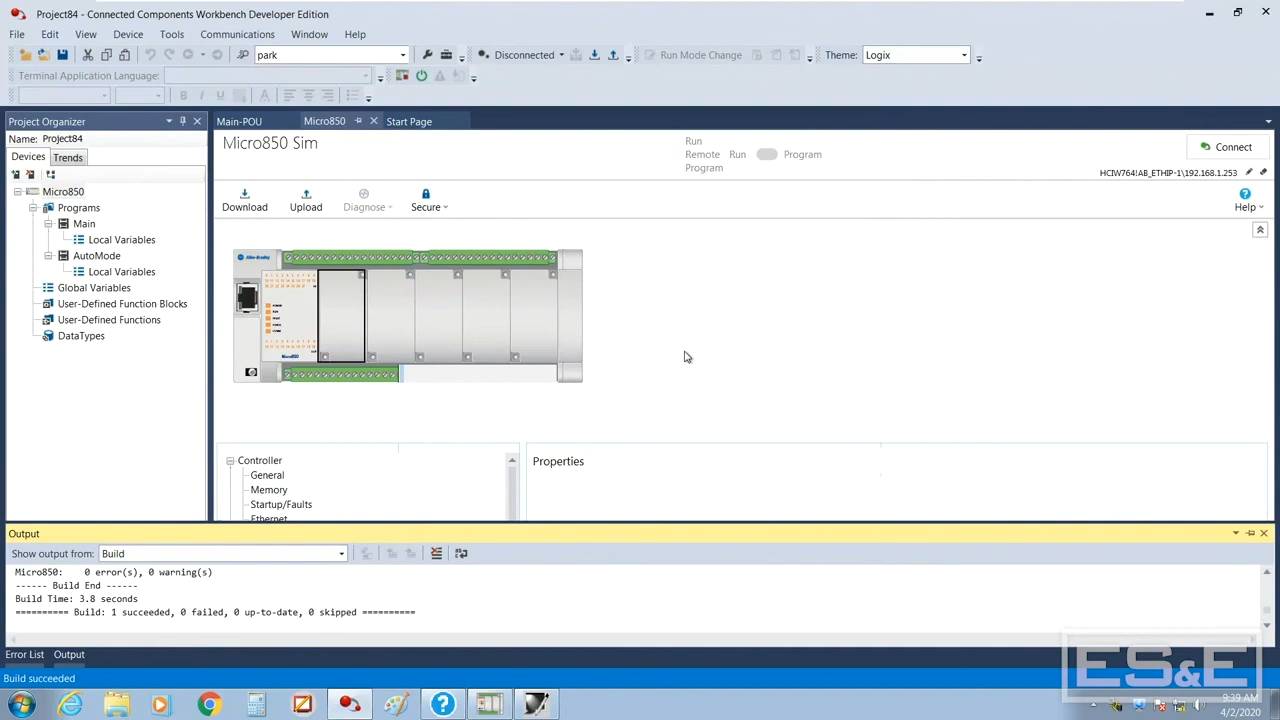 Project84 - Connected Components Workbench Developer Edition
File Edit View Device Tools Communications Window Help
park Disconnected Run Mode Change Theme: Logix
Terminal Application Language:
Project Organizer
Name: Project84
Devices Trends
Micro850
Programs
Main
Local Variables
AutoMode
Local Variables
Global Variables
User-Defined Function Blocks
User-Defined Functions
DataTypes
Main-POU Micro850 Start Page
Micro850 Sim
Run
Remote Run Program
Program
Connect
HCIW764!AB_ETHIP-1\192.168.1.253
Download Upload Diagnose Secure Help
Allen-Bradley
Micro850
Controller
General
Memory
Startup/Faults
Ethernet
Properties
Output
Show output from: Build
Micro850: 0 error(s), 0 warning(s)
------ Build End ------
Build Time: 3.8 seconds
========== Build: 1 succeeded, 0 failed, 0 up-to-date, 0 skipped ==========
Error List Output
Build succeeded
ES&E
9:39 AM
4/2/2020